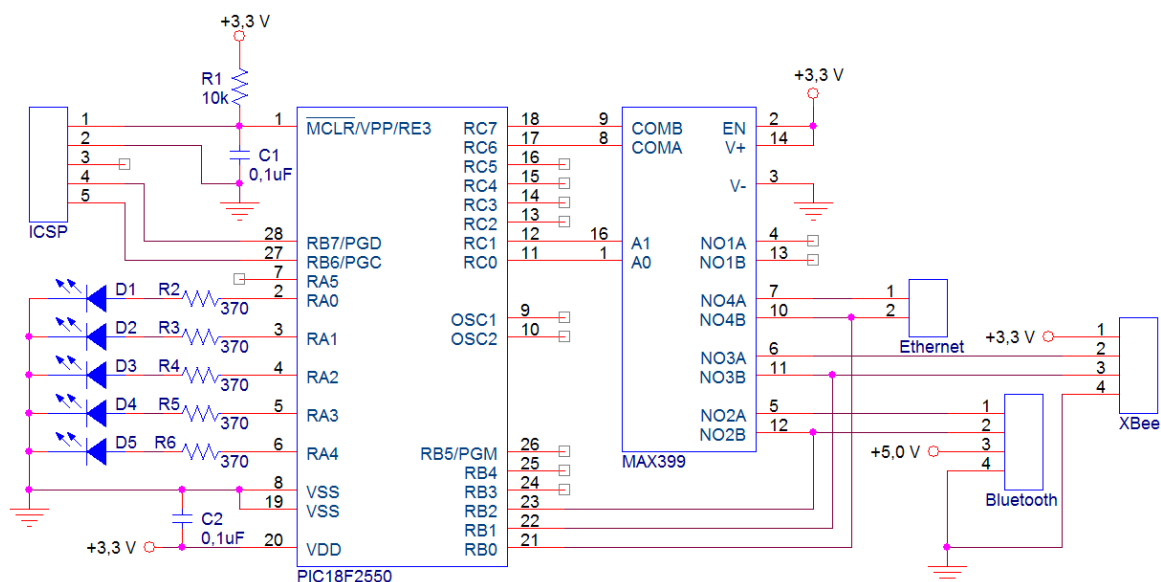 +3,3 V
R1
10k
+3,3 V
1
2
3
4
5
ICSP
C1
0,1uF
1
MCLR/VPP/RE3
28
RB7/PGD
27
RB6/PGC
7
RA5
D1
R2
370
2
RA0
D2
R3
370
3
RA1
D3
R4
370
4
RA2
D4
R5
370
5
RA3
D5
R6
370
6
RA4
8
VSS
19
VSS
C2
0,1uF
+3,3 V
20
VDD
PIC18F2550
RC7
18
RC6
17
RC5
16
RC4
15
RC3
14
RC2
13
RC1
12
RC0
11
OSC1
9
OSC2
10
RB5/PGM
26
RB4
25
RB3
24
RB2
23
RB1
22
RB0
21
9
COMB
8
COMA
16
A1
1
A0
EN
2
V+
14
V-
3
NO1A
4
NO1B
13
NO4A
7
NO4B
10
NO3A
6
NO3B
11
NO2A
5
NO2B
12
MAX399
1
2
Ethernet
+3,3 V
1
2
3
4
XBee
+5,0 V
1
2
3
4
Bluetooth